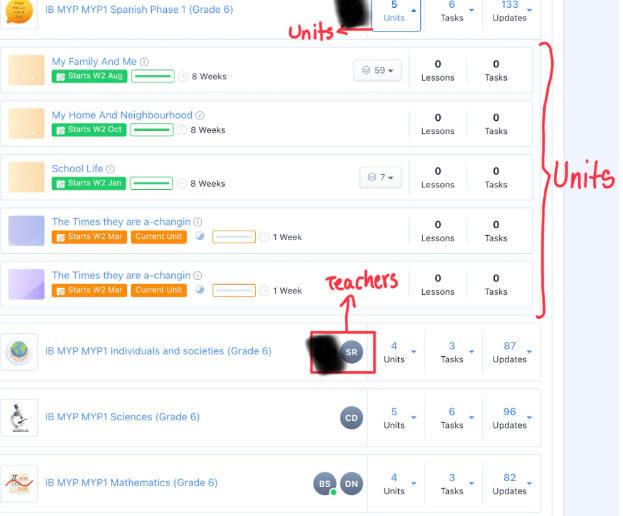 IB MYP MYP1 Spanish Phase 1 (Grade 6)
5 6 133
Units Tasks Updates
Units
My Family And Me
Starts W2 Aug 8 Weeks
59
0 0
Lessons Tasks
My Home And Neighbourhood
Starts W2 Oct 8 Weeks
0 0
Lessons Tasks
School Life
Starts W2 Jan 8 Weeks
7
0 0
Lessons Tasks
Units
The Times they are a-changin
Starts W2 Mar Current Unit 1 Week
0 0
Lessons Tasks
The Times they are a-changin
Starts W2 Mar Current Unit 1 Week
0 0
Lessons Tasks
Teachers
IB MYP MYP1 Individuals and societies (Grade 6)
SR
4 3 87
Units Tasks Updates
IB MYP MYP1 Sciences (Grade 6)
CD
5 6 96
Units Tasks Updates
IB MYP MYP1 Mathematics (Grade 6)
BS DN
4 3 82
Units Tasks Updates